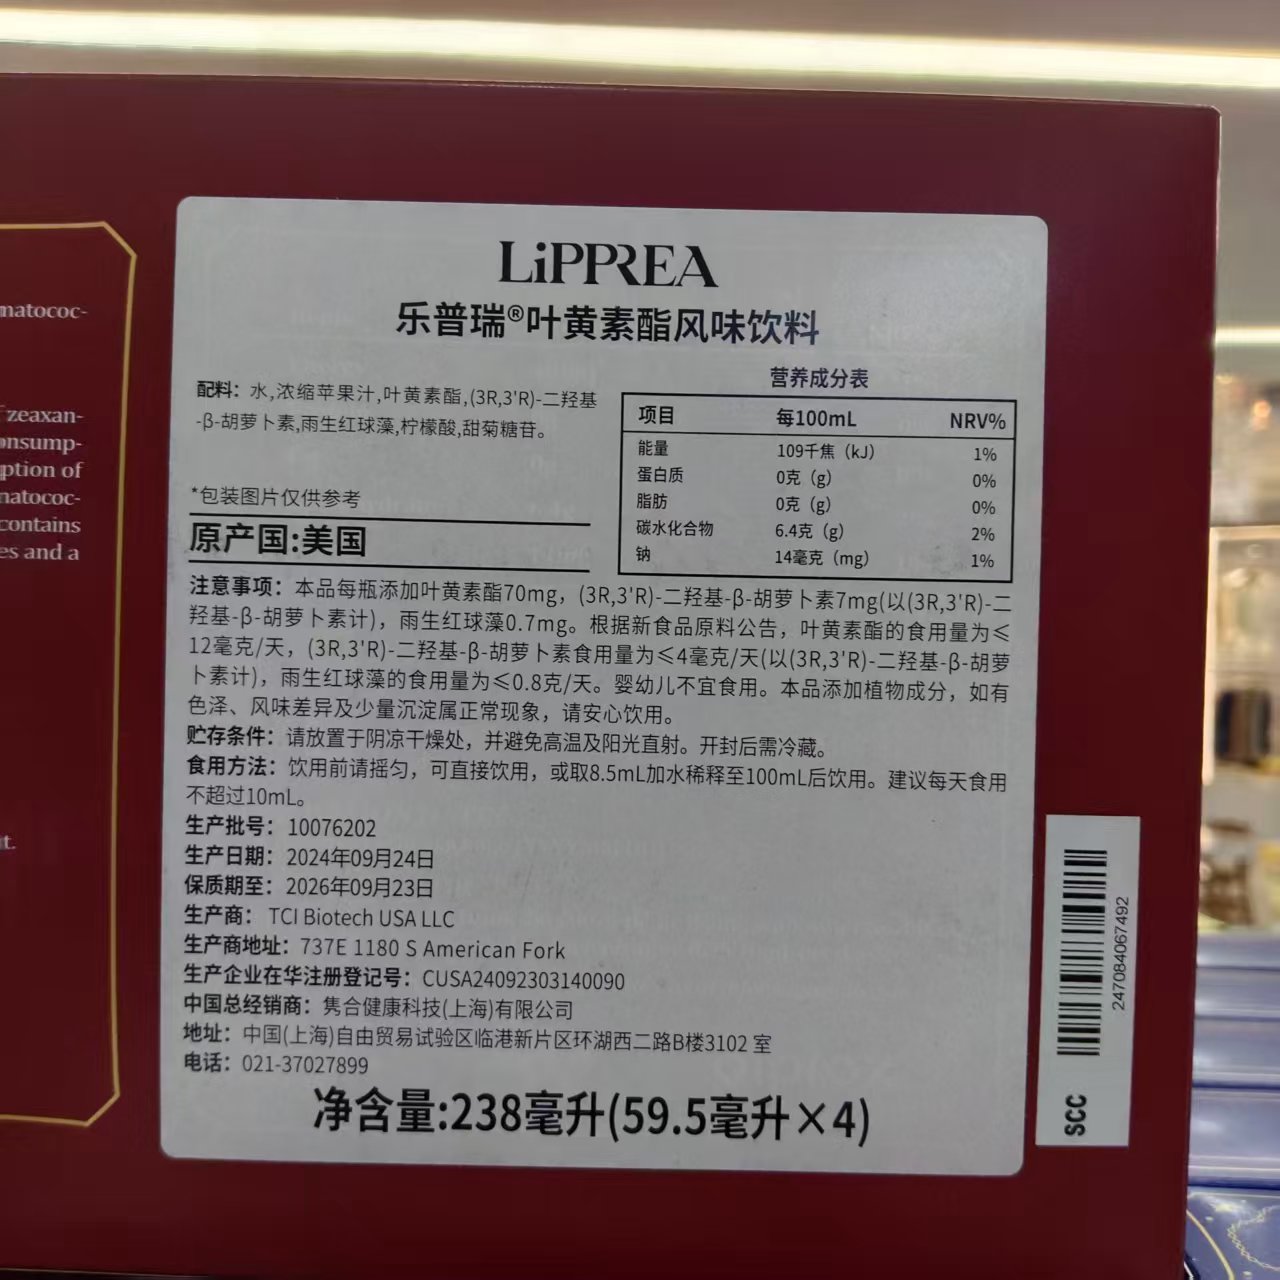 matococ-
zeaxan-
onsump-
ption of
natococ-
contains
es and a
t.
LiPPREA
乐普瑞®叶黄素酯风味饮料
配料：水,浓缩苹果汁,叶黄素酯,(3R,3'R)-二羟基
-β-胡萝卜素,雨生红球藻,柠檬酸,甜菊糖苷。
*包装图片仅供参考
原产国:美国
营养成分表
项目 每100mL NRV%
能量 109千焦（kJ） 1%
蛋白质 0克（g） 0%
脂肪 0克（g） 0%
碳水化合物 6.4克（g） 2%
钠 14毫克（mg） 1%
注意事项：本品每瓶添加叶黄素酯70mg，(3R,3'R)-二羟基-β-胡萝卜素7mg(以(3R,3'R)-二
羟基-β-胡萝卜素计)，雨生红球藻0.7mg。根据新食品原料公告，叶黄素酯的食用量为≤
12毫克/天，(3R,3'R)-二羟基-β-胡萝卜素食用量为≤4毫克/天(以(3R,3'R)-二羟基-β-胡萝
卜素计)，雨生红球藻的食用量为≤0.8克/天。婴幼儿不宜食用。本品添加植物成分，如有
色泽、风味差异及少量沉淀属正常现象，请安心饮用。
贮存条件：请放置于阴凉干燥处，并避免高温及阳光直射。开封后需冷藏。
食用方法：饮用前请摇匀，可直接饮用，或取8.5mL加水稀释至100mL后饮用。建议每天食用
不超过10mL。
生产批号：10076202
生产日期：2024年09月24日
保质期至：2026年09月23日
生产商：TCI Biotech USA LLC
生产商地址：737E 1180 S American Fork
生产企业在华注册登记号：CUSA24092303140090
中国总经销商：隽合健康科技(上海)有限公司
地址：中国(上海)自由贸易试验区临港新片区环湖西二路B楼3102 室
电话：021-37027899
净含量:238毫升(59.5毫升×4)
247084067492
SCC